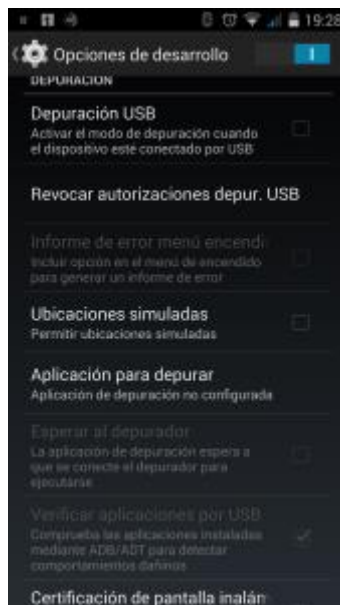 19:28
Opciones de desarrollo
DEPURACIÓN
Depuración USB
Activar el modo de depuración cuando
el dispositivo esté conectado por USB
Revocar autorizaciones depur. USB
Informe de error menú encendi
Incluir opción en el menú de encendido
para generar un informe de error
Ubicaciones simuladas
Permitir ubicaciones simuladas
Aplicación para depurar
Aplicación de depuración no configurada
Esperar al depurador
La aplicación de depuración espera a
que se conecte el depurador para
ejecutarse
Verificar aplicaciones por USB
Comprueba las aplicaciones instaladas
mediante ADB/ADT para detectar
comportamientos dañinos
Certificación de pantalla inalám